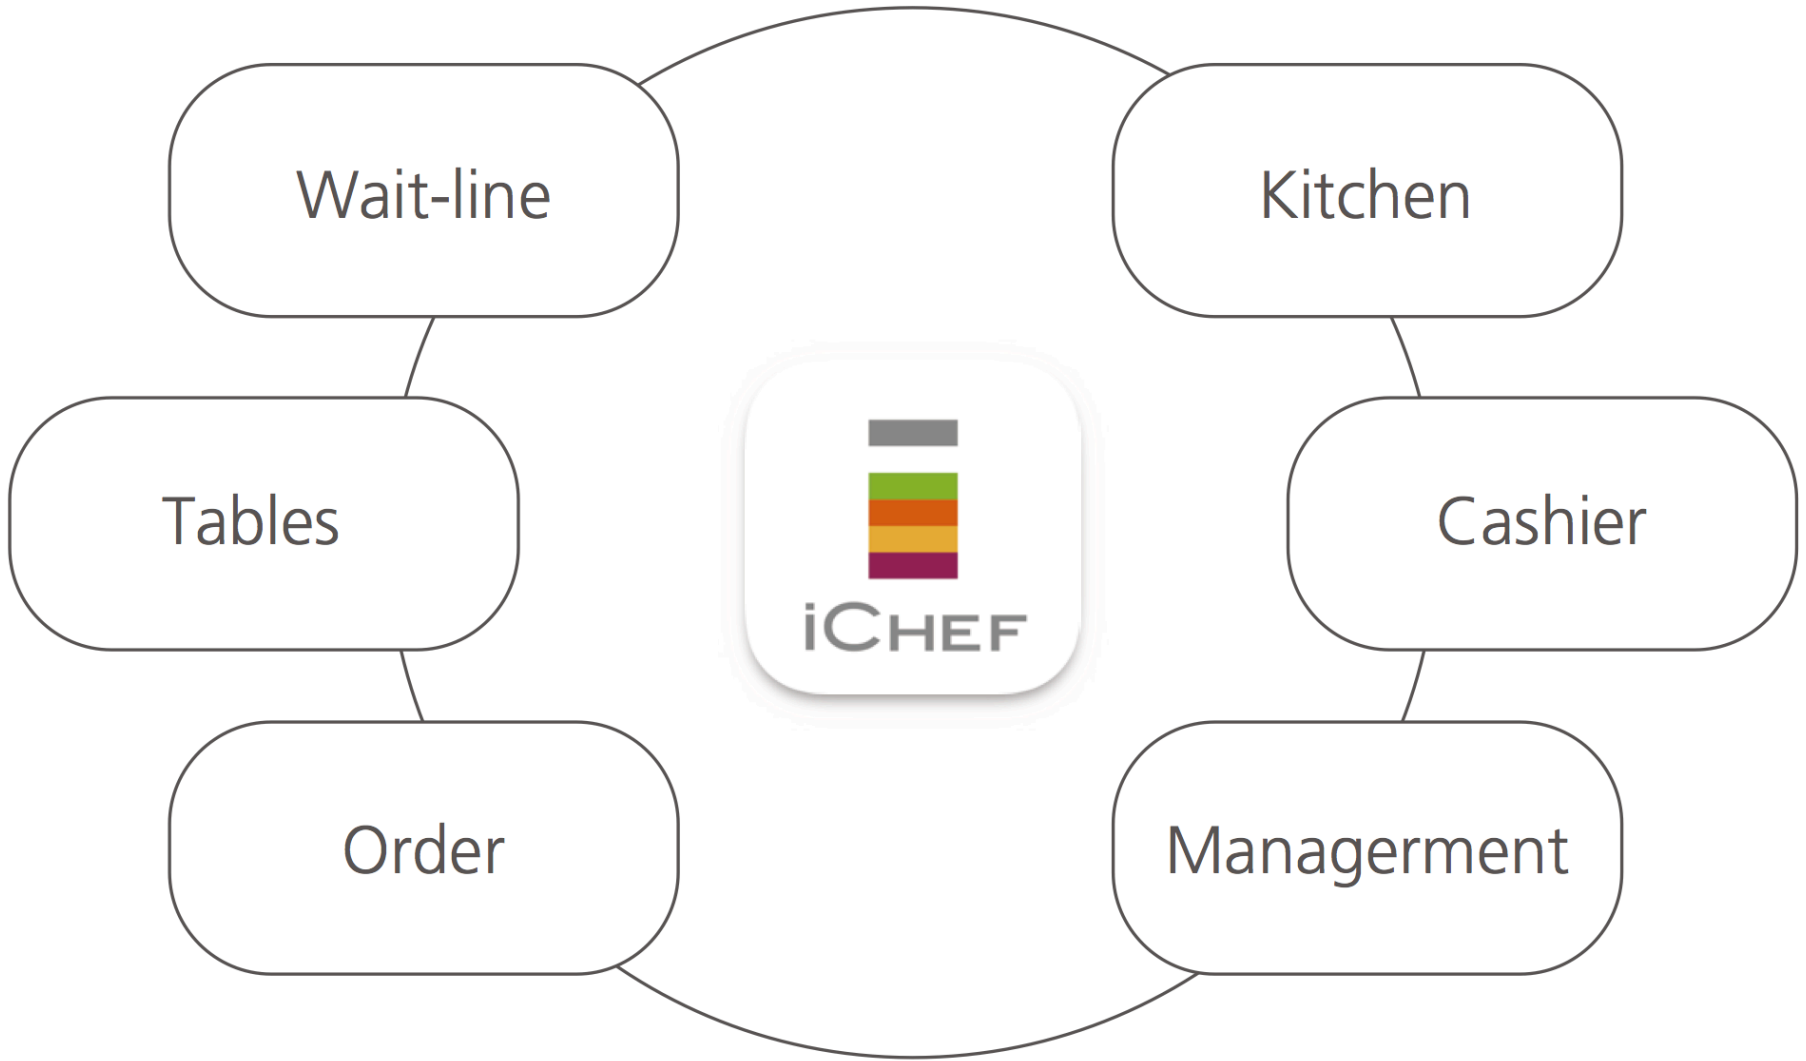 Wait-line
Kitchen
Tables
Cashier
iCHEF
Order
Managerment